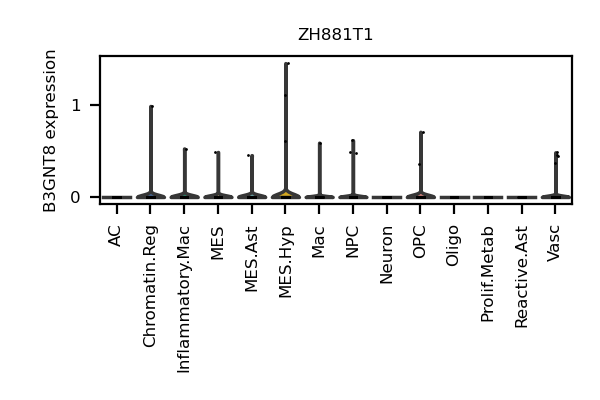 ZH881T1
B3GNT8 expression
1
0
AC
Chromatin.Reg
Inflammatory.Mac
MES
MES.Ast
MES.Hyp
Mac
NPC
Neuron
OPC
Oligo
Prolif.Metab
Reactive.Ast
Vasc